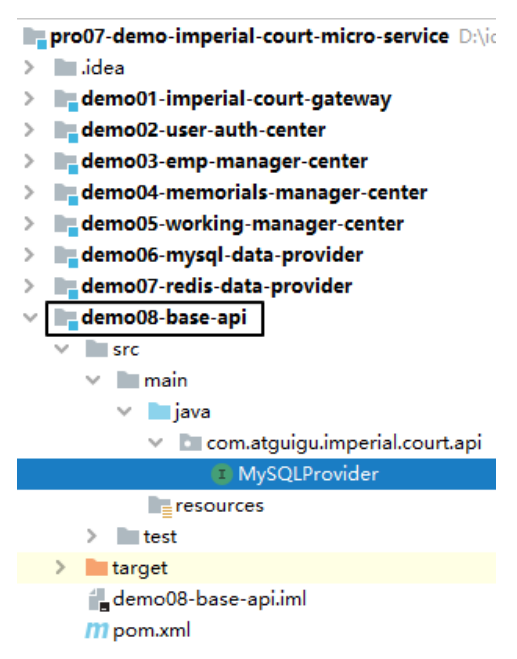 pro07-demo-imperial-court-micro-service D:\ic
.idea
demo01-imperial-court-gateway
demo02-user-auth-center
demo03-emp-manager-center
demo04-memorials-manager-center
demo05-working-manager-center
demo06-mysql-data-provider
demo07-redis-data-provider
demo08-base-api
src
main
java
com.atguigu.imperial.court.api
I MySQLProvider
resources
test
target
demo08-base-api.iml
m pom.xml